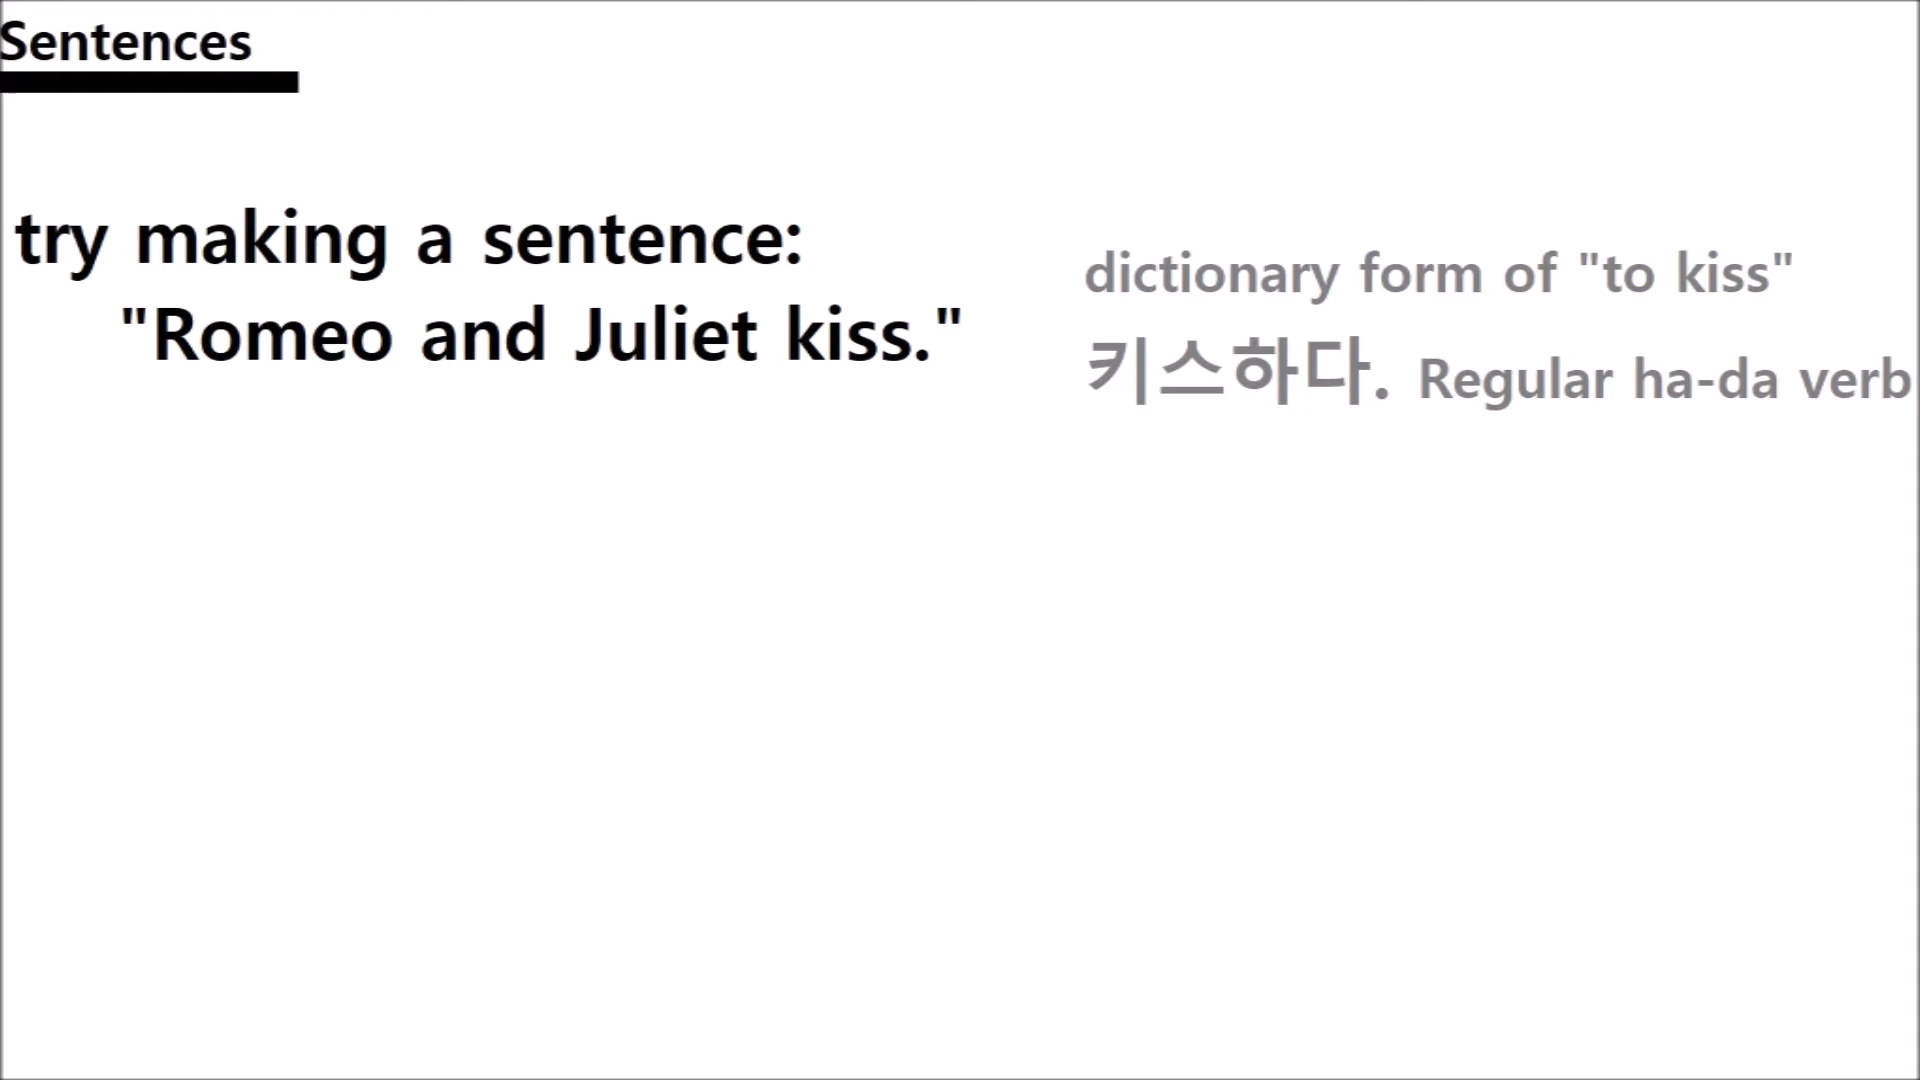 Sentences
try making a sentence:
"Romeo and Juliet kiss."
dictionary form of "to kiss"
키스하다. Regular ha-da verb